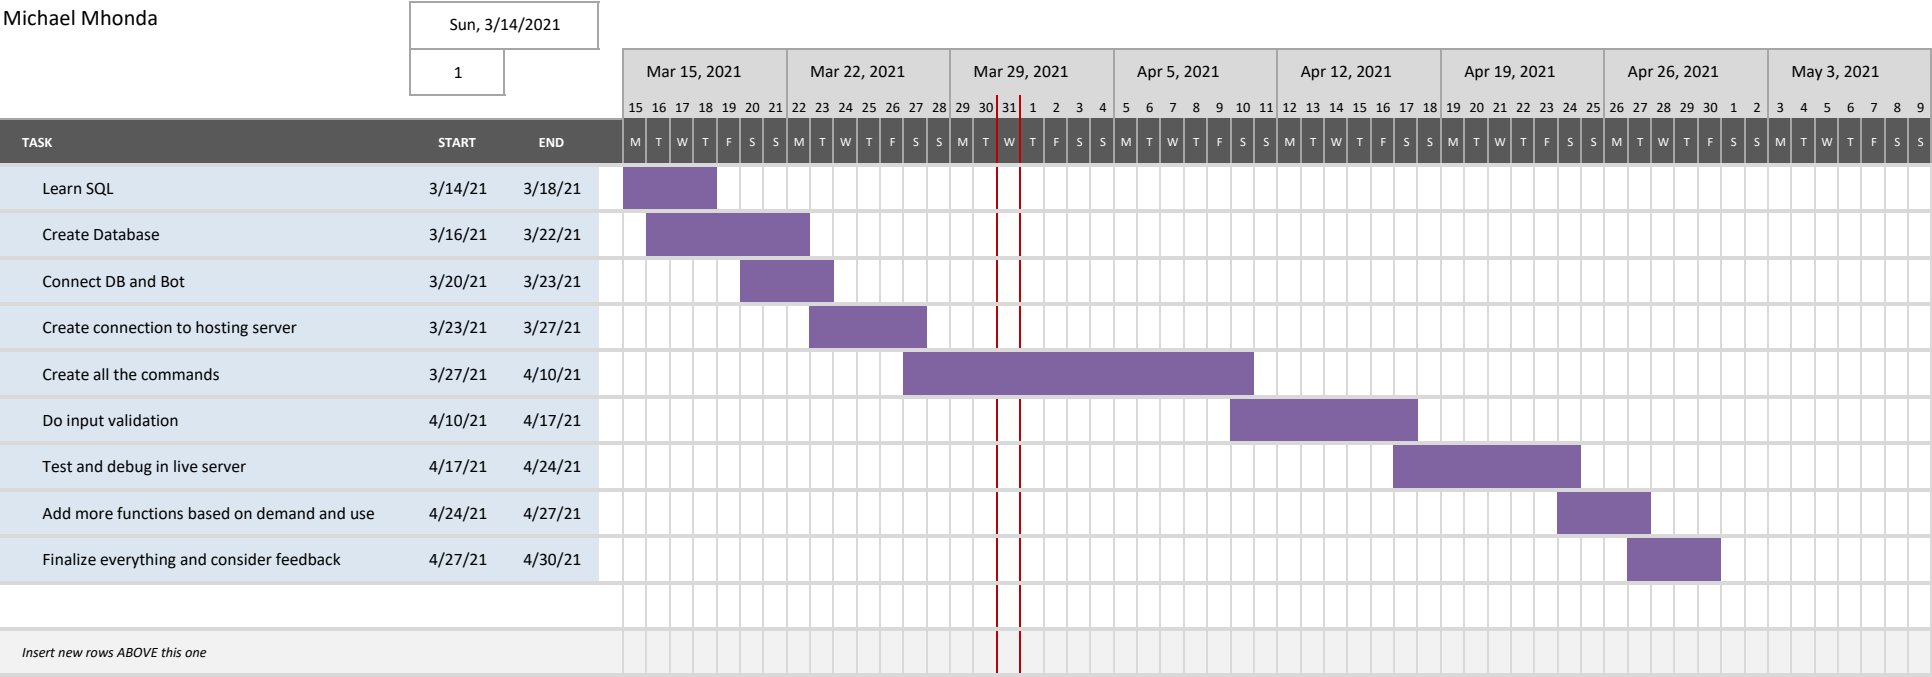 Michael Mhonda
Sun, 3/14/2021
1
Mar 15, 2021 Mar 22, 2021 Mar 29, 2021 Apr 5, 2021 Apr 12, 2021 Apr 19, 2021 Apr 26, 2021 May 3, 2021
15 16 17 18 19 20 21 22 23 24 25 26 27 28 29 30 31 1 2 3 4 5 6 7 8 9 10 11 12 13 14 15 16 17 18 19 20 21 22 23 24 25 26 27 28 29 30 1 2 3 4 5 6 7 8 9
TASK START END M T W T F S S M T W T F S S M T W T F S S M T W T F S S M T W T F S S M T W T F S S M T W T F S S M T W T F S S
Learn SQL 3/14/21 3/18/21
Create Database 3/16/21 3/22/21
Connect DB and Bot 3/20/21 3/23/21
Create connection to hosting server 3/23/21 3/27/21
Create all the commands 3/27/21 4/10/21
Do input validation 4/10/21 4/17/21
Test and debug in live server 4/17/21 4/24/21
Add more functions based on demand and use 4/24/21 4/27/21
Finalize everything and consider feedback 4/27/21 4/30/21
Insert new rows ABOVE this one